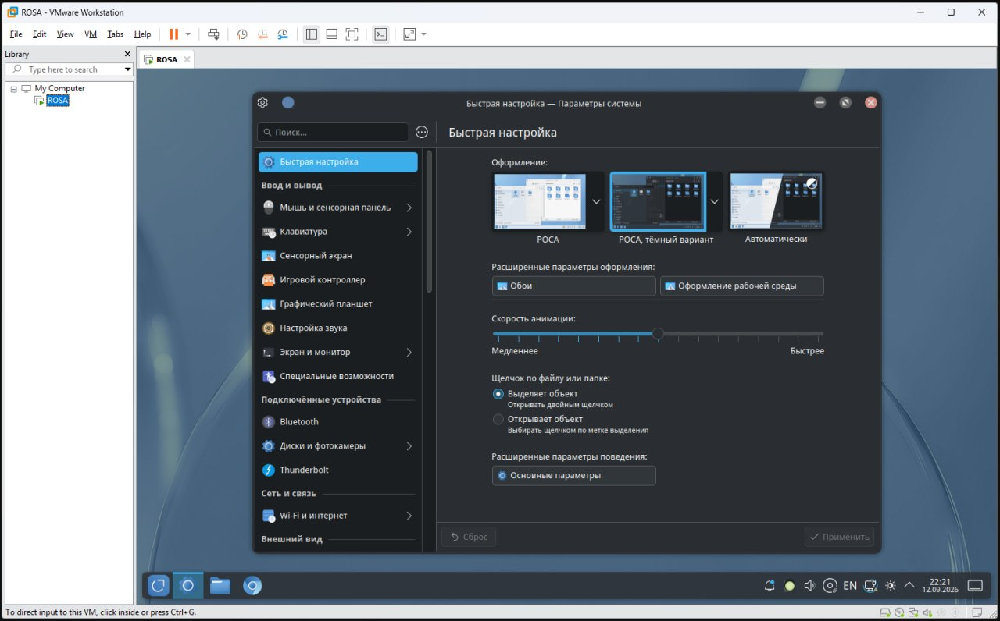 ROSA - VMware Workstation
File Edit View VM Tabs Help
Library
Type here to search
My Computer
ROSA
ROSA
Быстрая настройка — Параметры системы
Поиск...
Быстрая настройка
Быстрая настройка
Ввод и вывод
Мышь и сенсорная панель
Клавиатура
Сенсорный экран
Игровой контроллер
Графический планшет
Настройка звука
Экран и монитор
Специальные возможности
Подключённые устройства
Bluetooth
Диски и фотокамеры
Thunderbolt
Сеть и связь
Wi-Fi и интернет
Внешний вид
Оформление:
РОСА
РОСА, тёмный вариант
Автоматически
Расширенные параметры оформления:
Обои
Оформление рабочей среды
Скорость анимации:
Медленнее
Быстрее
Щелчок по файлу или папке:
Выделяет объект
Открывать двойным щелчком
Открывает объект
Выбирать щелчком по метке выделения
Расширенные параметры поведения:
Основные параметры
Сброс
Применить
EN
22:21
12.09.2026
To direct input to this VM, click inside or press Ctrl+G.